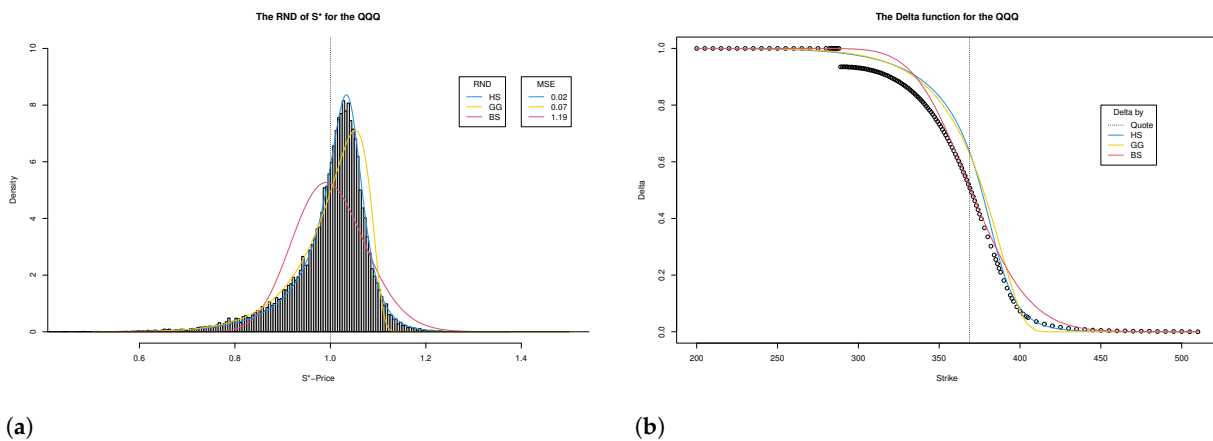 The RND of S* for the QQQ
Density
10
8
6
4
2
0
RND
HS
GG
BS
MSE
0.02
0.07
1.19
0.6 0.8 1.0 1.2 1.4
S*-Price
(a)
The Delta function for the QQQ
Delta
1.0
0.8
0.6
0.4
0.2
0.0
Delta by
Quote
HS
GG
BS
200 250 300 350 400 450 500
Strike
(b)